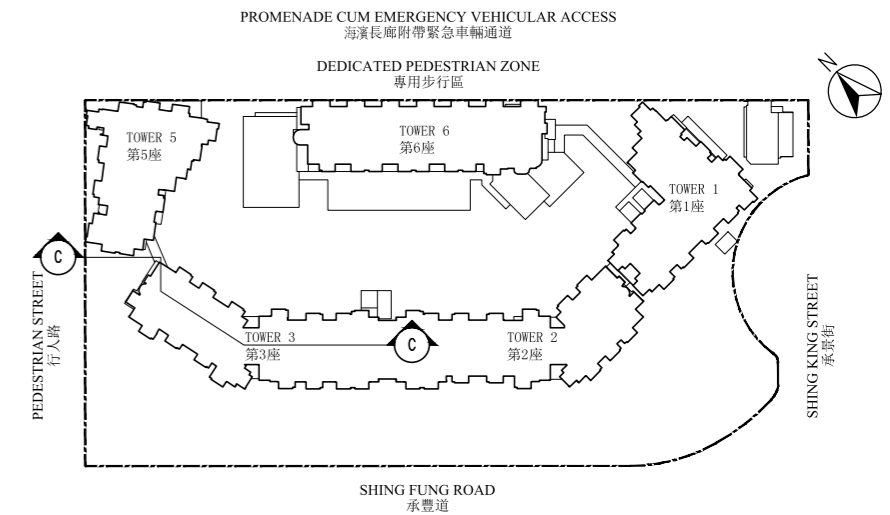 PROMENADE CUM EMERGENCY VEHICULAR ACCESS
海濱長廊附帶緊急車輛通道
DEDICATED PEDESTRIAN ZONE
專用步行區
N
TOWER 5
第5座
TOWER 6
第6座
TOWER 1
第1座
C
PEDESTRIAN STREET
行人路
TOWER 3
第3座
C
TOWER 2
第2座
SHING KING STREET
承景街
SHING FUNG ROAD
承豐道